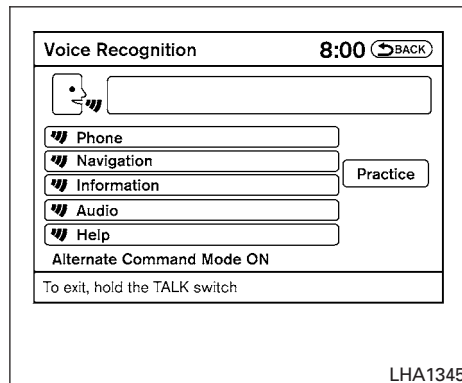 Voice Recognition 8:00 BACK
Phone
Navigation
Practice
Information
Audio
Help
Alternate Command Mode ON
To exit, hold the TALK switch
LHA1345